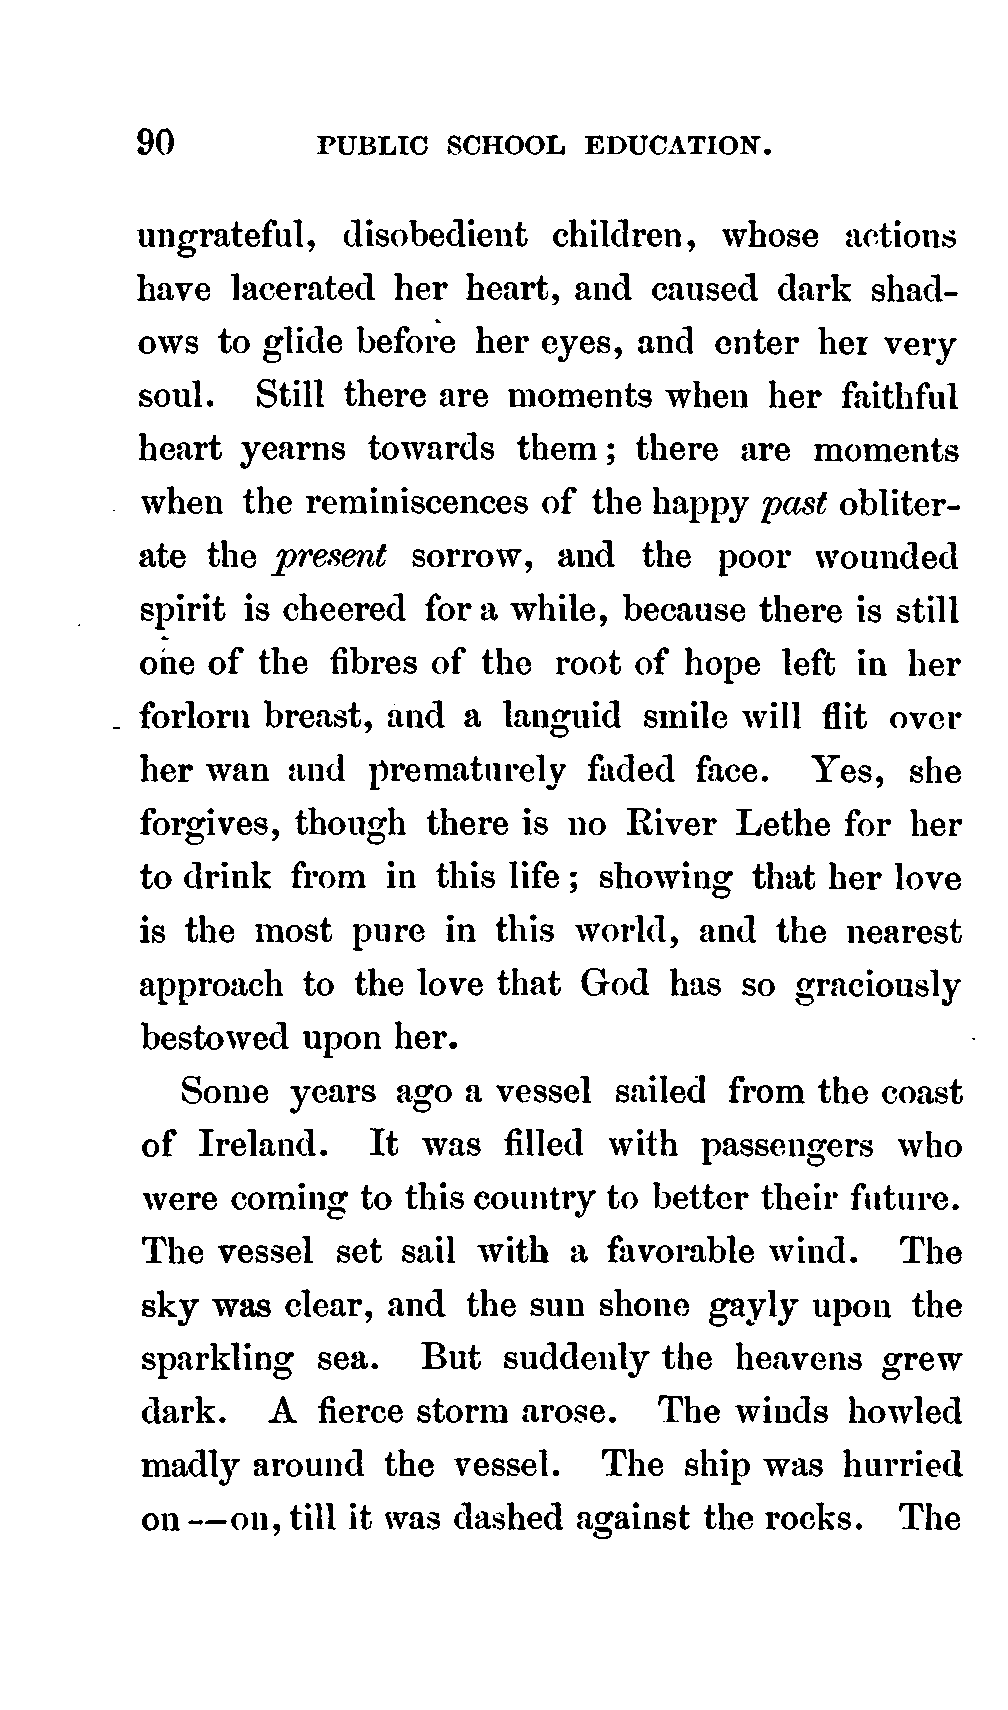 90 PUBLIC SCHOOL EDUCATION.
ungrateful, disobedient children, whose actions
have lacerated her heart, and caused dark shad-
ows to glide before her eyes, and enter her very
soul. Still there are moments when her faithful
heart yearns towards them; there are moments
when the reminiscences of the happy past obliter-
ate the present sorrow, and the poor wounded
spirit is cheered for a while, because there is still
one of the fibres of the root of hope left in her
forlorn breast, and a languid smile will flit over
her wan and prematurely faded face. Yes, she
forgives, though there is no River Lethe for her
to drink from in this life; showing that her love
is the most pure in this world, and the nearest
approach to the love that God has so graciously
bestowed upon her.
Some years ago a vessel sailed from the coast
of Ireland. It was filled with passengers who
were coming to this country to better their future.
The vessel set sail with a favorable wind. The
sky was clear, and the sun shone gayly upon the
sparkling sea. But suddenly the heavens grew
dark. A fierce storm arose. The winds howled
madly around the vessel. The ship was hurried
on——on, till it was dashed against the rocks. The